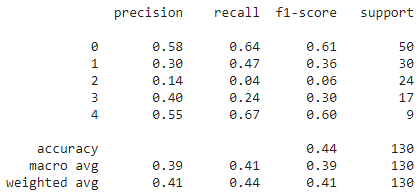 precision recall f1-score support
0 0.58 0.64 0.61 50
1 0.30 0.47 0.36 30
2 0.14 0.04 0.06 24
3 0.40 0.24 0.30 17
4 0.55 0.67 0.60 9
accuracy 0.44 130
macro avg 0.39 0.41 0.39 130
weighted avg 0.41 0.44 0.41 130